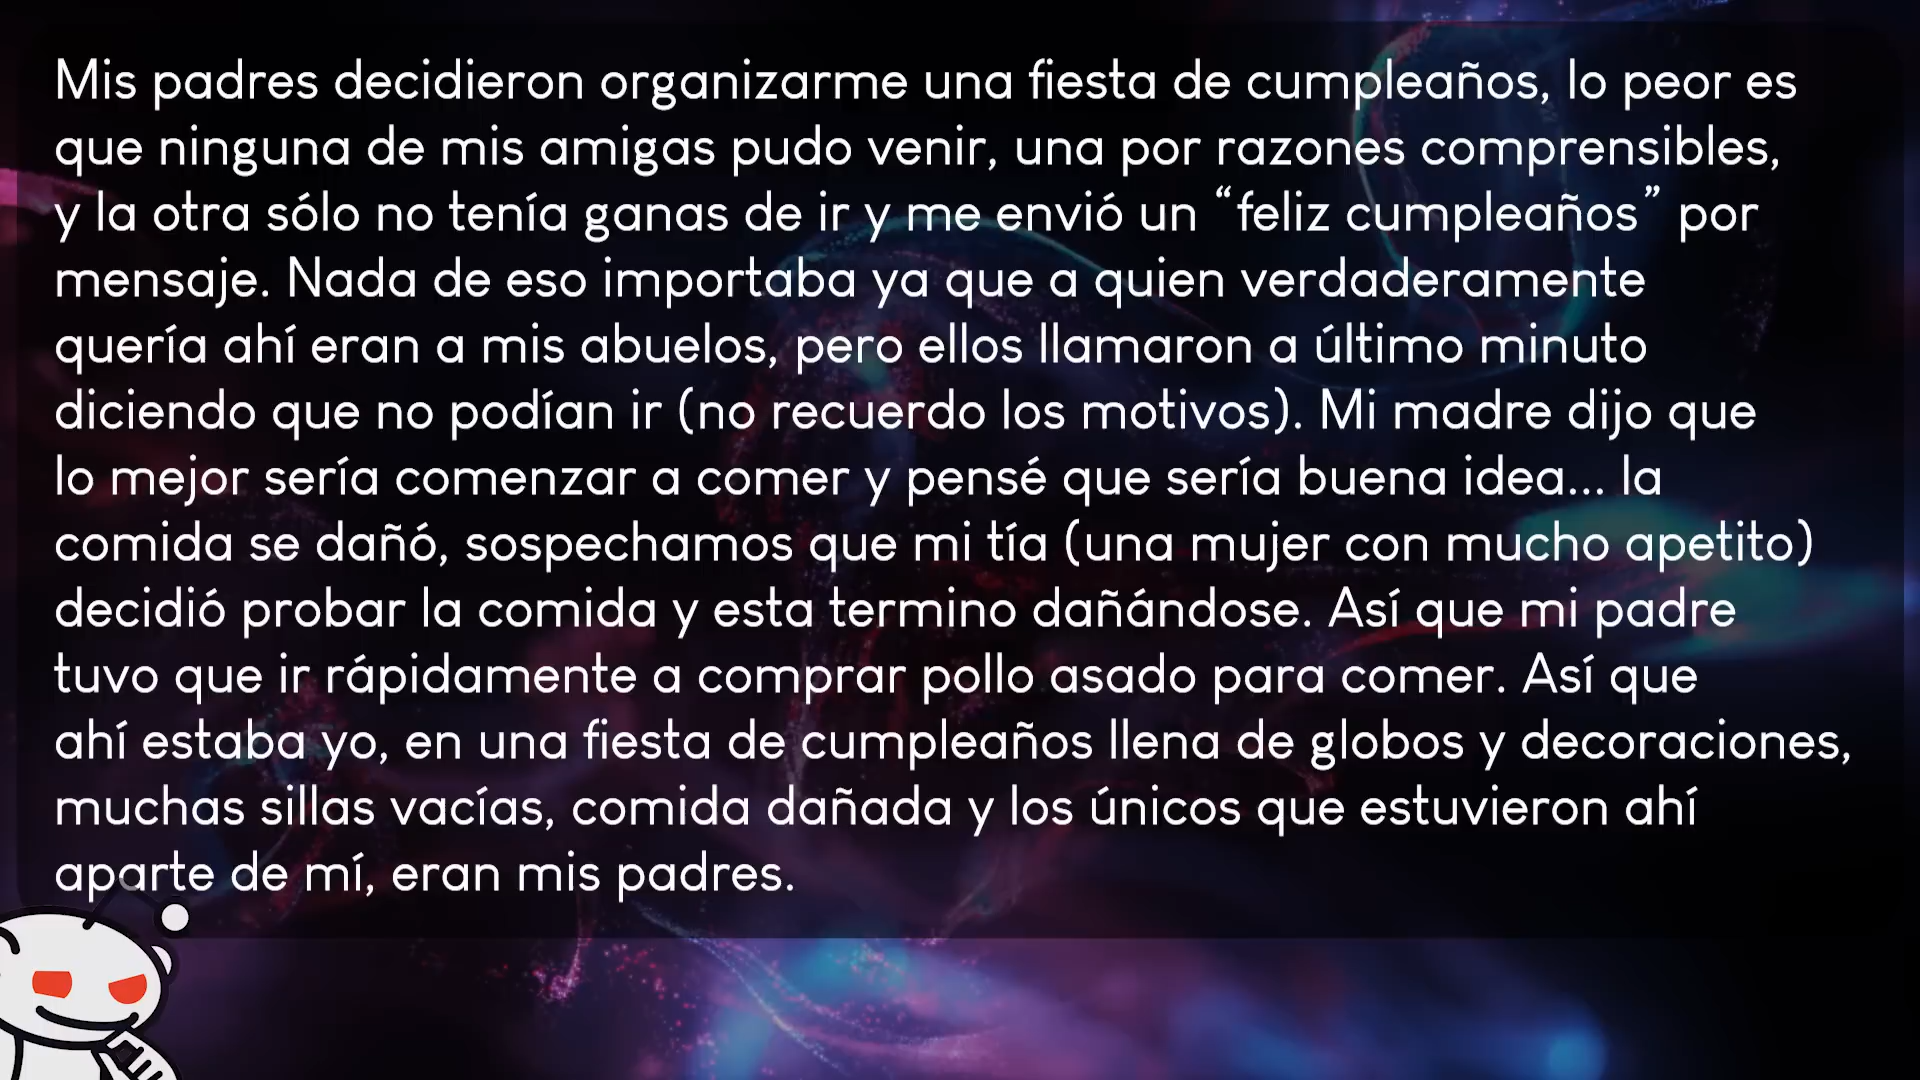 Mis padres decidieron organizarme una fiesta de cumpleaños, lo peor es
que ninguna de mis amigas pudo venir, una por razones comprensibles,
y la otra sólo no tenía ganas de ir y me envió un “feliz cumpleaños” por
mensaje. Nada de eso importaba ya que a quien verdaderamente
quería ahí eran a mis abuelos, pero ellos llamaron a último minuto
diciendo que no podían ir (no recuerdo los motivos). Mi madre dijo que
lo mejor sería comenzar a comer y pensé que sería buena idea... la
comida se dañó, sospechamos que mi tía (una mujer con mucho apetito)
decidió probar la comida y esta termino dañándose. Así que mi padre
tuvo que ir rápidamente a comprar pollo asado para comer. Así que
ahí estaba yo, en una fiesta de cumpleaños llena de globos y decoraciones,
muchas sillas vacías, comida dañada y los únicos que estuvieron ahí
aparte de mí, eran mis padres.